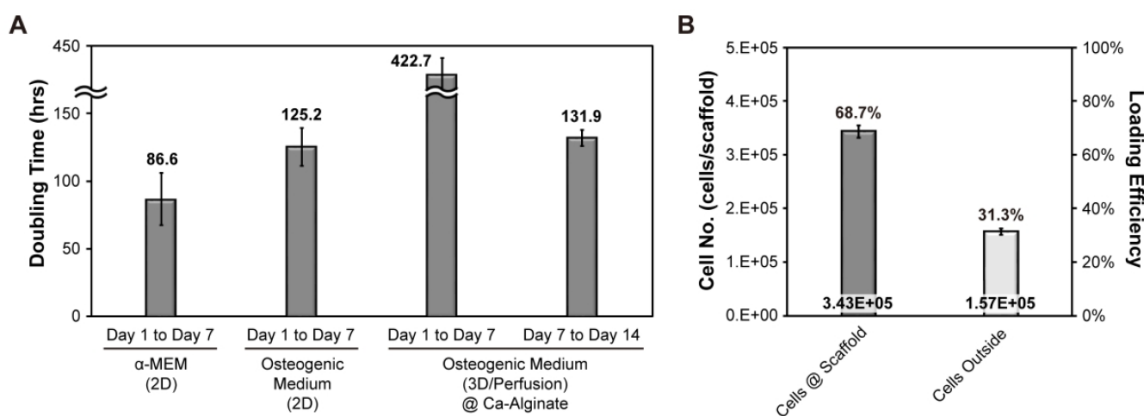 A
Doubling Time (hrs)
450
150
100
50
0
86.6
125.2
422.7
131.9
Day 1 to Day 7
Day 1 to Day 7
Day 1 to Day 7
Day 7 to Day 14
α-MEM
(2D)
Osteogenic
Medium
(2D)
Osteogenic Medium
(3D/Perfusion)
@ Ca-Alginate
B
Cell No. (cells/scaffold)
5.E+05
4.E+05
3.E+05
2.E+05
1.E+05
0.E+00
68.7%
31.3%
3.43E+05
1.57E+05
Cells @ Scaffold
Cells Outside
100%
80%
60%
40%
20%
0%
Loading Efficiency